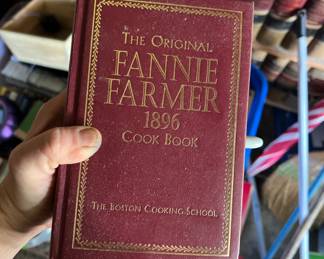 The Original
FANNIE
FARMER
1896
Cook Book
The Boston Cooking School